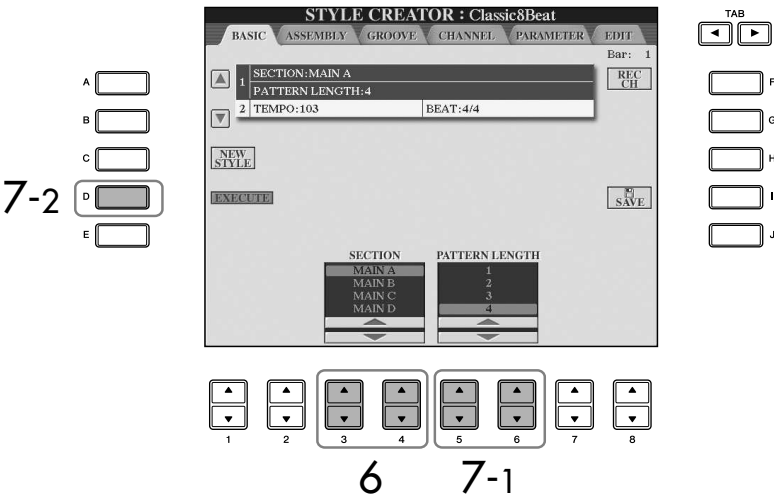 STYLE CREATOR : Classic8Beat
BASIC ASSEMBLY GROOVE CHANNEL PARAMETER EDIT
TAB
Bar: 1
1 SECTION:MAIN A
PATTERN LENGTH:4
2 TEMPO:103 BEAT:4/4
REC
CH
NEW
STYLE
EXECUTE
SAVE
A
B
C
D
E
F
G
H
I
J
7-2
SECTION PATTERN LENGTH
MAIN A 1
MAIN B 2
MAIN C 3
MAIN D 4
1 2 3 4 5 6 7 8
6 7-1